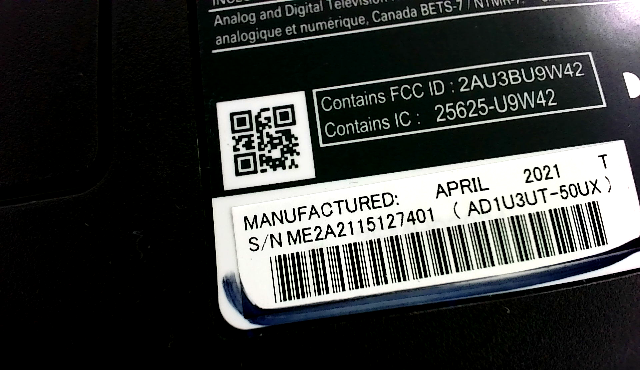 Analog and Digital Television
analogique et numérique, Canada BETS-7 / NTMR-7.
Contains FCC ID : 2AU3BU9W42
Contains IC : 25625-U9W42
MANUFACTURED: APRIL 2021 T
S/N ME2A2115127401 ( AD1U3UT-50UX )